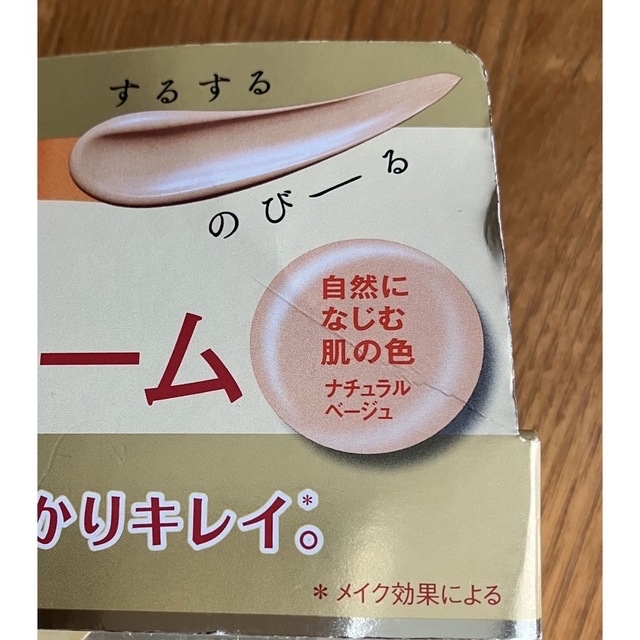 するする
のびーる
自然に
なじむ
肌の色
ナチュラル
ベージュ
ーム
かりキレイ*。
*メイク効果による